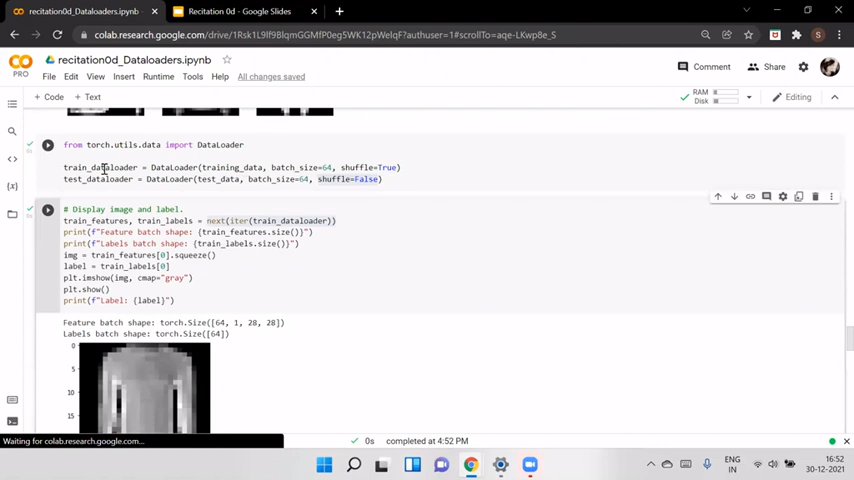 recitation0d_Dataloaders.ipynb -
Recitation 0d - Google Slides
colab.research.google.com/drive/1Rsk1L9lf9BlqmGGMfP0eg5WK12pWelqF?authuser=1#scrollTo=aqe-LKwp8e_S
recitation0d_Dataloaders.ipynb
PRO
File Edit View Insert Runtime Tools Help All changes saved
Comment Share
+ Code + Text
RAM
Disk
Editing
from torch.utils.data import DataLoader
train_dataloader = DataLoader(training_data, batch_size=64, shuffle=True)
test_dataloader = DataLoader(test_data, batch_size=64, shuffle=False)
# Display image and label.
train_features, train_labels = next(iter(train_dataloader))
print(f"Feature batch shape: {train_features.size()}")
print(f"Labels batch shape: {train_labels.size()}")
img = train_features[0].squeeze()
label = train_labels[0]
plt.imshow(img, cmap="gray")
plt.show()
print(f"Label: {label}")
Feature batch shape: torch.Size([64, 1, 28, 28])
Labels batch shape: torch.Size([64])
0
5
10
15
Waiting for colab.research.google.com...
0s completed at 4:52 PM
ENG
IN
16:52
30-12-2021